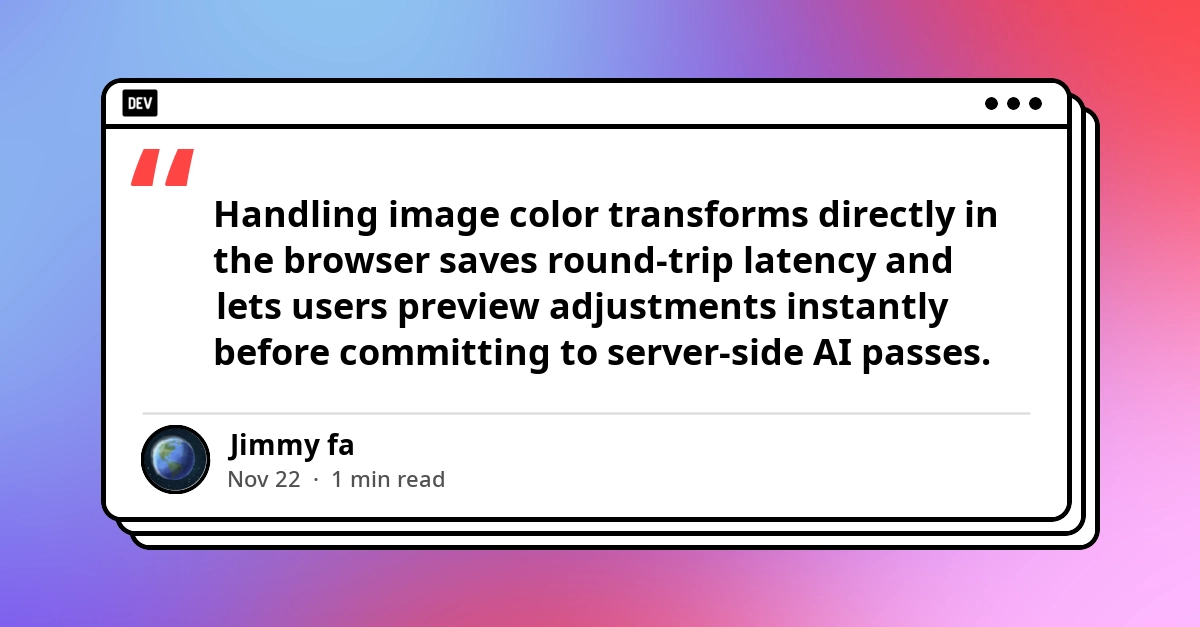 DEV
Handling image color transforms directly in
the browser saves round-trip latency and
lets users preview adjustments instantly
before committing to server-side AI passes.
Jimmy fa
Nov 22 · 1 min read